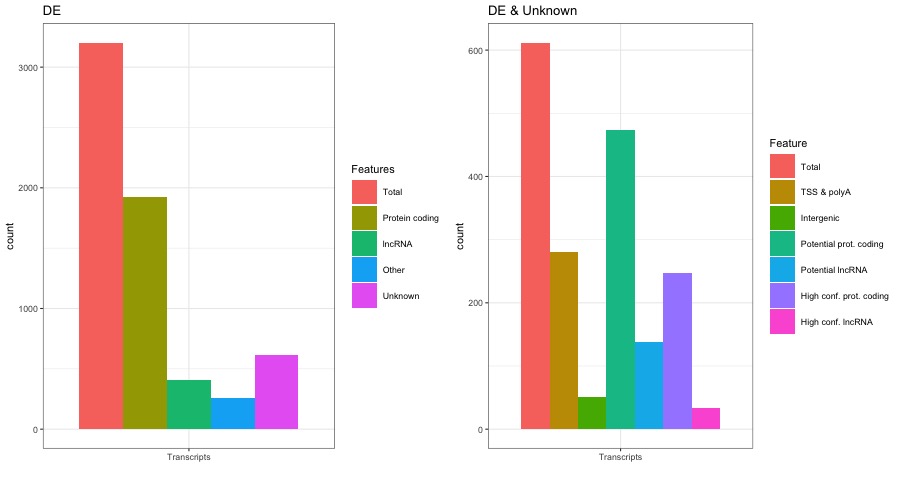 DE
count
3000
2000
1000
0
Transcripts
Features
Total
Protein coding
lncRNA
Other
Unknown
DE & Unknown
count
600
400
200
0
Transcripts
Feature
Total
TSS & polyA
Intergenic
Potential prot. coding
Potential lncRNA
High conf. prot. coding
High conf. lncRNA